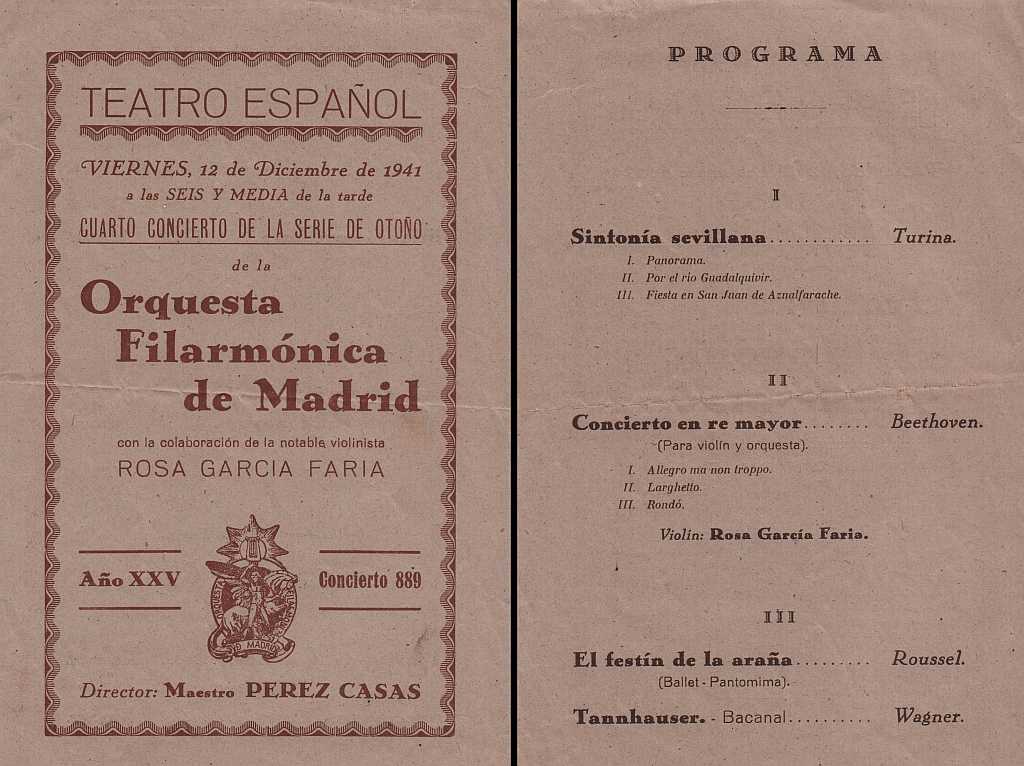 TEATRO ESPAÑOL
VIERNES, 12 de Diciembre de 1941
a las SEIS Y MEDIA de la tarde
CUARTO CONCIERTO DE LA SERIE DE OTOÑO
de la
Orquesta
Filarmónica
de Madrid
con la colaboración de la notable violinista
ROSA GARCIA FARIA
Año XXV
ORQUESTA FILARMONICA
D MADRID
Concierto 889
Director: Maestro PEREZ CASAS
PROGRAMA
I
Sinfonía sevillana............ Turina.
I. Panorama.
II. Por el río Guadalquivir.
III. Fiesta en San Juan de Aznalfarache.
II
Concierto en re mayor........ Beethoven.
(Para violín y orquesta).
I. Allegro ma non troppo.
II. Larghetto.
III. Rondó.
Violín: Rosa García Faria.
III
El festín de la araña......... Roussel.
(Ballet - Pantomima).
Tannhauser. - Bacanal.......... Wagner.